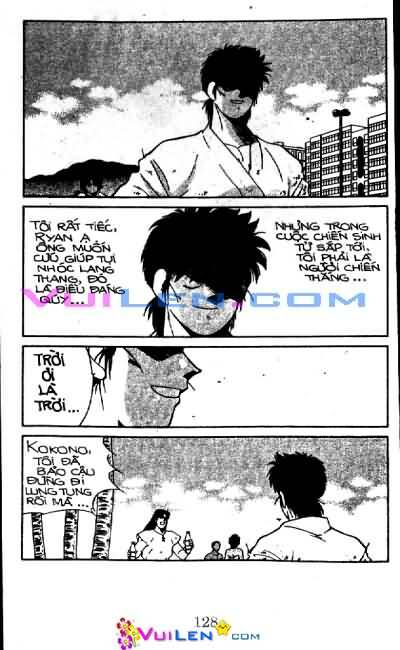 TÔI RẤT TIẾC,
RYAN Ạ
ÔNG MUỐN
CỨU GIÚP TỤI
NHÓC LANG
THANG, ĐÓ
LÀ ĐIỀU ĐÁNG
QUÝ...
NHƯNG TRONG
CUỘC CHIẾN SINH
TỬ SẮP TỚI,
TÔI PHẢI LÀ
NGƯỜI CHIẾN
THẮNG...
VUILEN.COM
TRỜI
ƠI
LÀ
TRỜI...
KOKONO,
TÔI ĐÃ
BẢO CẬU
ĐỪNG ĐI
LUNG TUNG
RỒI MÀ...
128
VUILEN.COM